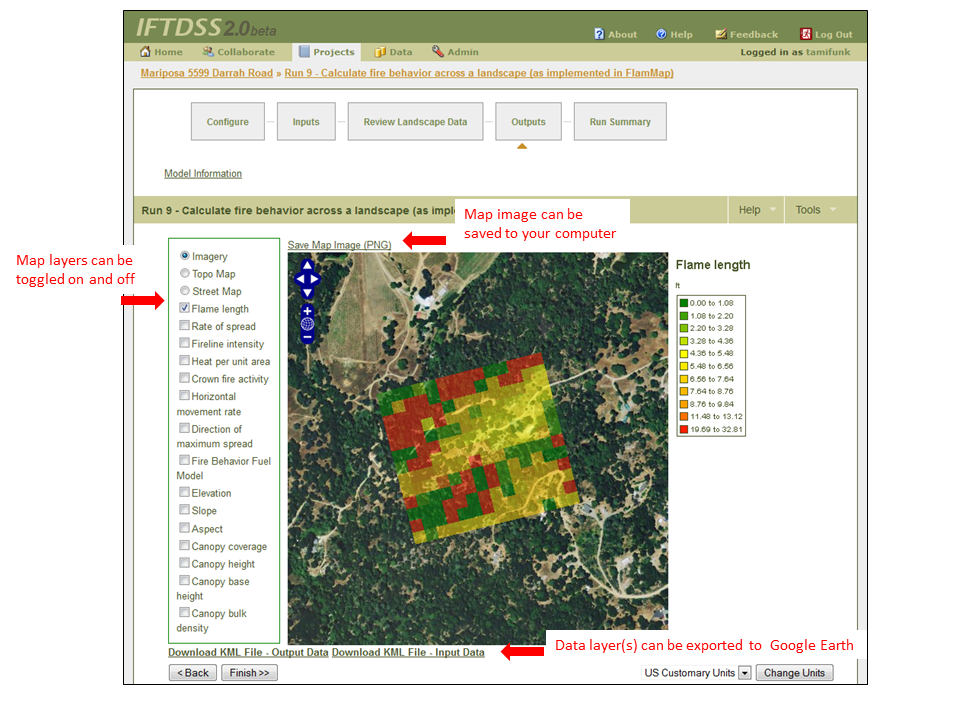 IFTDSS 2.0 beta
About Help Feedback Log Out
Home Collaborate Projects Data Admin
Logged in as tamifunk
Mariposa 5599 Darrah Road » Run 9 - Calculate fire behavior across a landscape (as implemented in FlamMap)
Configure Inputs Review Landscape Data Outputs Run Summary
Model Information
Run 9 - Calculate fire behavior across a landscape (as impl
Help Tools
Map image can be
saved to your computer
Map layers can be
toggled on and off
Save Map Image (PNG)
Imagery
Topo Map
Street Map
Flame length
Rate of spread
Fireline intensity
Heat per unit area
Crown fire activity
Horizontal
movement rate
Direction of
maximum spread
Fire Behavior Fuel
Model
Elevation
Slope
Aspect
Canopy coverage
Canopy height
Canopy base
height
Canopy bulk
density
Flame length
ft
0.00 to 1.08
1.08 to 2.20
2.20 to 3.28
3.28 to 4.36
4.36 to 5.48
5.48 to 6.56
6.56 to 7.64
7.64 to 8.76
8.76 to 9.84
11.48 to 13.12
19.69 to 32.81
Download KML File - Output Data Download KML File - Input Data
Data layer(s) can be exported to Google Earth
< Back Finish >>
US Customary Units Change Units